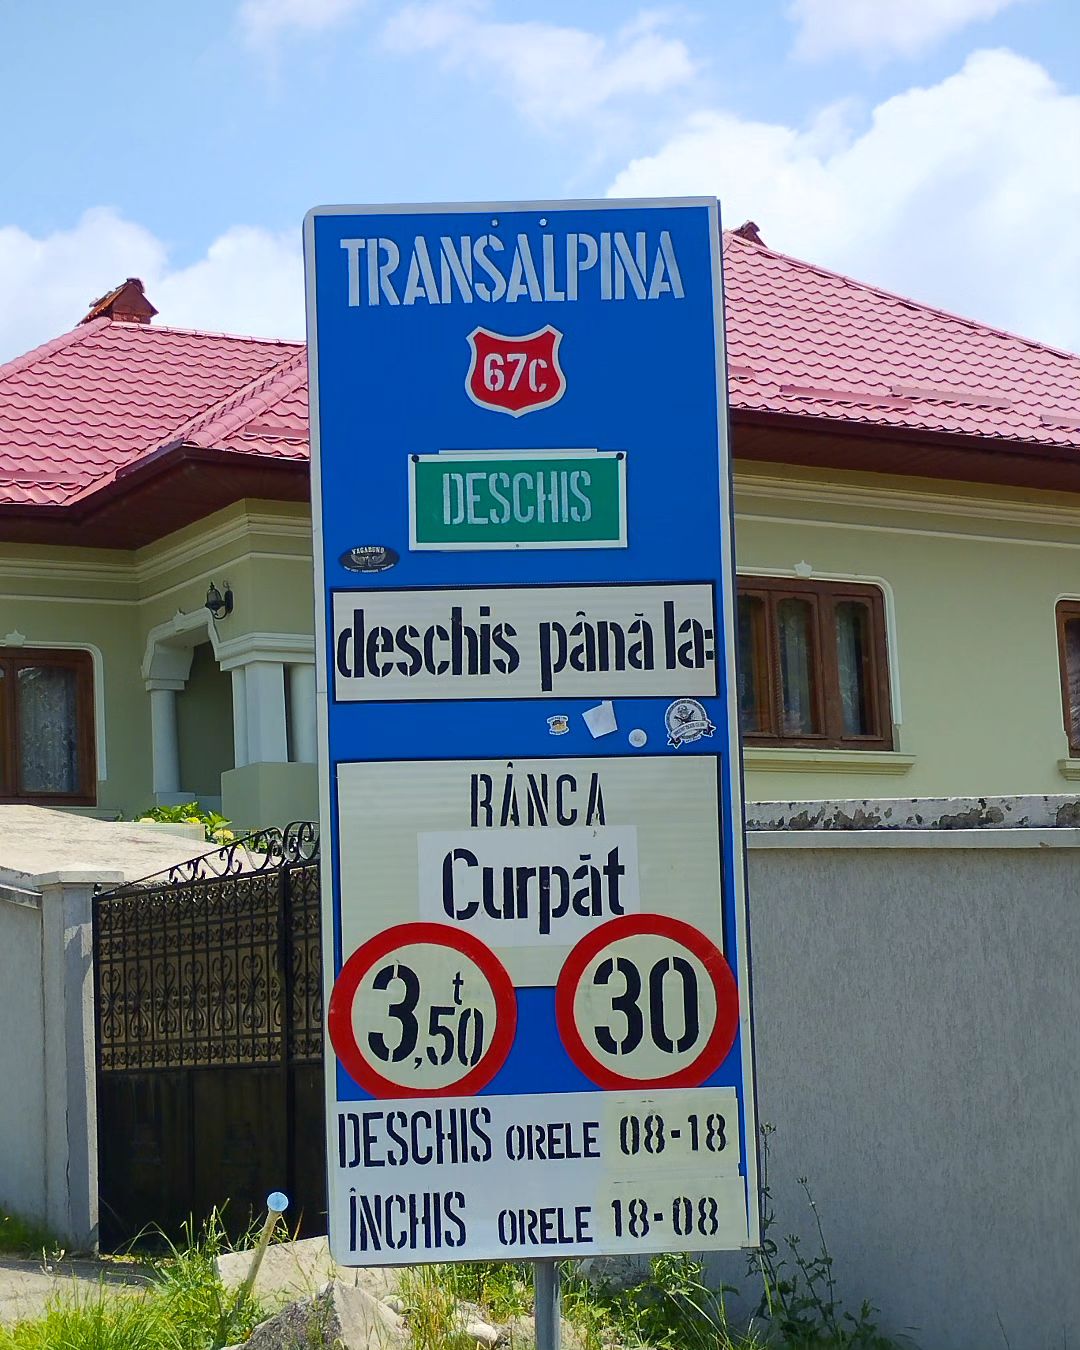 TRANSALPINA
67C
DESCHIS
VAGABUND
deschis până la:
RÂNCA
Curpăt
3,50 t
30
DESCHIS ORELE 08-18
ÎNCHIS ORELE 18-08